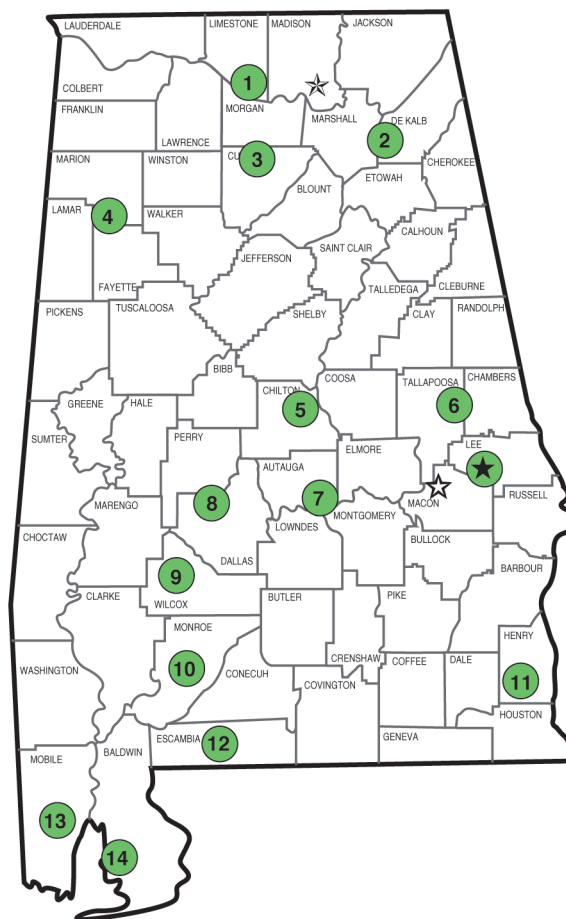 LAUDERDALE
LIMESTONE
MADISON
JACKSON
COLBERT
1
FRANKLIN
MORGAN
MARSHALL
DE KALB
LAWRENCE
2
MARION
WINSTON
CU
3
CHEROKEE
BLOUNT
ETOWAH
LAMAR
4
WALKER
CALHOUN
SAINT CLAIR
JEFFERSON
FAYETTE
TALLEDEGA
CLEBURNE
PICKENS
TUSCALOOSA
SHELBY
CLAY
RANDOLPH
BIBB
COOSA
CHILTON
TALLAPOOSA
CHAMBERS
GREENE
HALE
5
6
SUMTER
PERRY
ELMORE
LEE
AUTAUGA
MARENGO
8
7
MACON
RUSSELL
MONTGOMERY
LOWNDES
CHOCTAW
BULLOCK
DALLAS
BARBOUR
9
CLARKE
WILCOX
BUTLER
PIKE
MONROE
HENRY
WASHINGTON
10
CONECUH
CRENSHAW
COFFEE
DALE
COVINGTON
11
HOUSTON
ESCAMBIA
12
GENEVA
MOBILE
BALDWIN
13
14